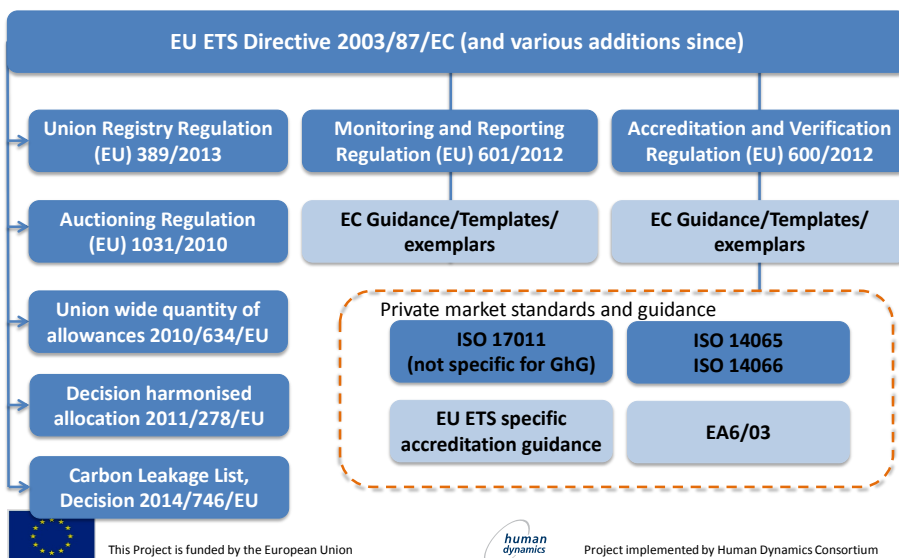 EU ETS Directive 2003/87/EC (and various additions since)
Union Registry Regulation
(EU) 389/2013
Monitoring and Reporting
Regulation (EU) 601/2012
Accreditation and Verification
Regulation (EU) 600/2012
Auctioning Regulation
(EU) 1031/2010
EC Guidance/Templates/
exemplars
EC Guidance/Templates/
exemplars
Union wide quantity of
allowances 2010/634/EU
Decision harmonised
allocation 2011/278/EU
Carbon Leakage List,
Decision 2014/746/EU
Private market standards and guidance
ISO 17011
(not specific for GhG)
ISO 14065
ISO 14066
EU ETS specific
accreditation guidance
EA6/03
This Project is funded by the European Union
human
dynamics
Project implemented by Human Dynamics Consortium